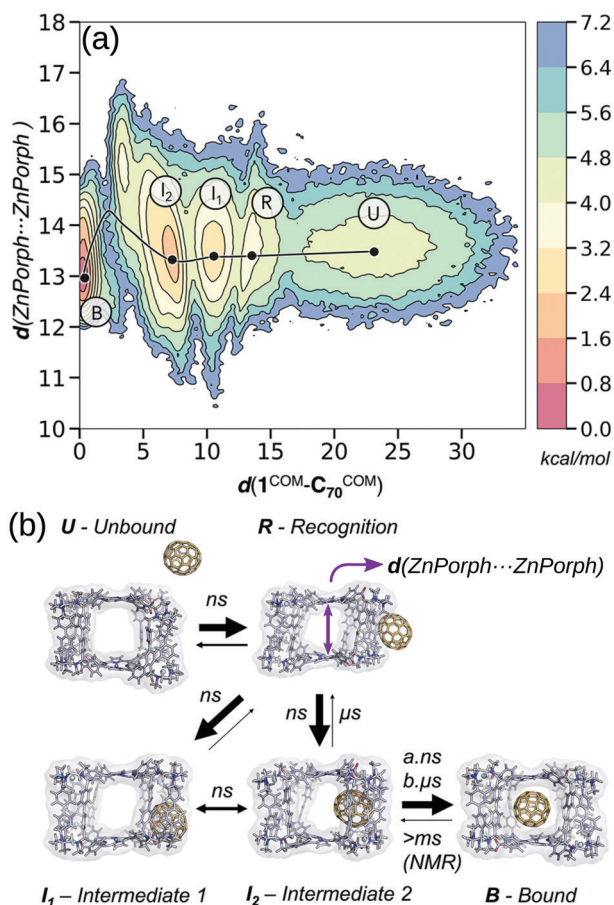 (a)
18
17
16
15
14
13
12
11
10
d(ZnPorph···ZnPorph)
I₂
I₁
R
U
B
0 5 10 15 20 25 30
d(1ᶜᴼᴹ-C₇₀ᶜᴼᴹ)
7.2
6.4
5.6
4.8
4.0
3.2
2.4
1.6
0.8
0.0
kcal/mol
(b)
U - Unbound
R - Recognition
d(ZnPorph···ZnPorph)
ns
ns
ns
μs
ns
a.ns
b.μs
>ms
(NMR)
I₁ – Intermediate 1
I₂ – Intermediate 2
B - Bound